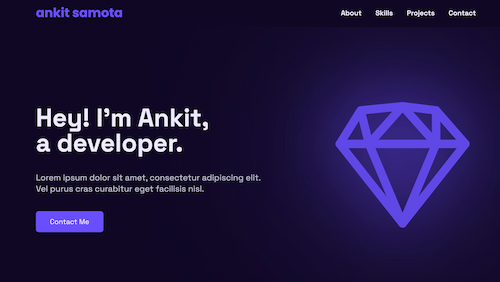 ankit samota
About Skills Projects Contact
Hey! I'm Ankit,
a developer.
Lorem ipsum dolor sit amet, consectetur adipiscing elit.
Vel purus cras curabitur eget facilisis nisl.
Contact Me